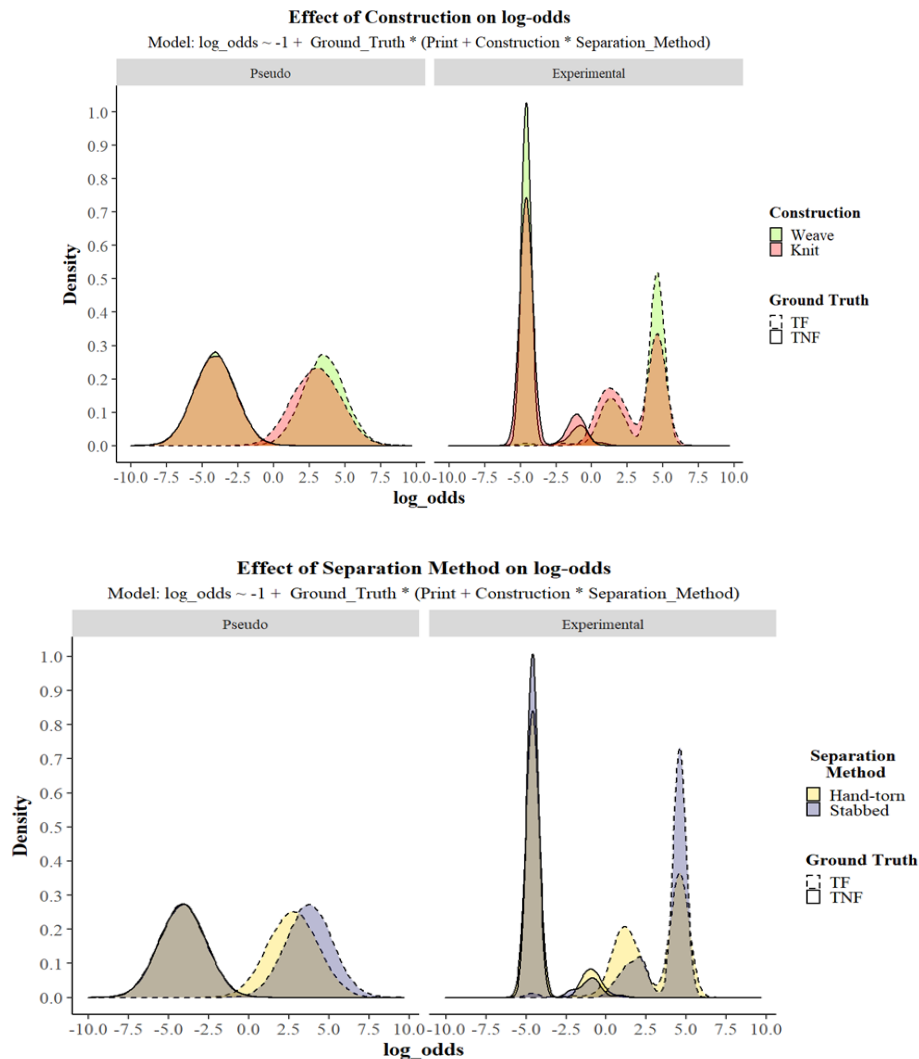 Effect of Construction on log-odds
Model: log_odds ~ -1 + Ground_Truth * (Print + Construction * Separation_Method)
Pseudo Experimental
1.0
0.9
0.8
0.7
0.6
0.5
0.4
0.3
0.2
0.1
0.0
Density
Construction
Weave
Knit
Ground Truth
TF
TNF
-10.0 -7.5 -5.0 -2.5 0.0 2.5 5.0 7.5 10.0 -10.0 -7.5 -5.0 -2.5 0.0 2.5 5.0 7.5 10.0
log_odds
Effect of Separation Method on log-odds
Model: log_odds ~ -1 + Ground_Truth * (Print + Construction * Separation_Method)
Pseudo Experimental
1.0
0.9
0.8
0.7
0.6
0.5
0.4
0.3
0.2
0.1
0.0
Density
Separation
Method
Hand-torn
Stabbed
Ground Truth
TF
TNF
-10.0 -7.5 -5.0 -2.5 0.0 2.5 5.0 7.5 10.0 -10.0 -7.5 -5.0 -2.5 0.0 2.5 5.0 7.5 10.0
log_odds